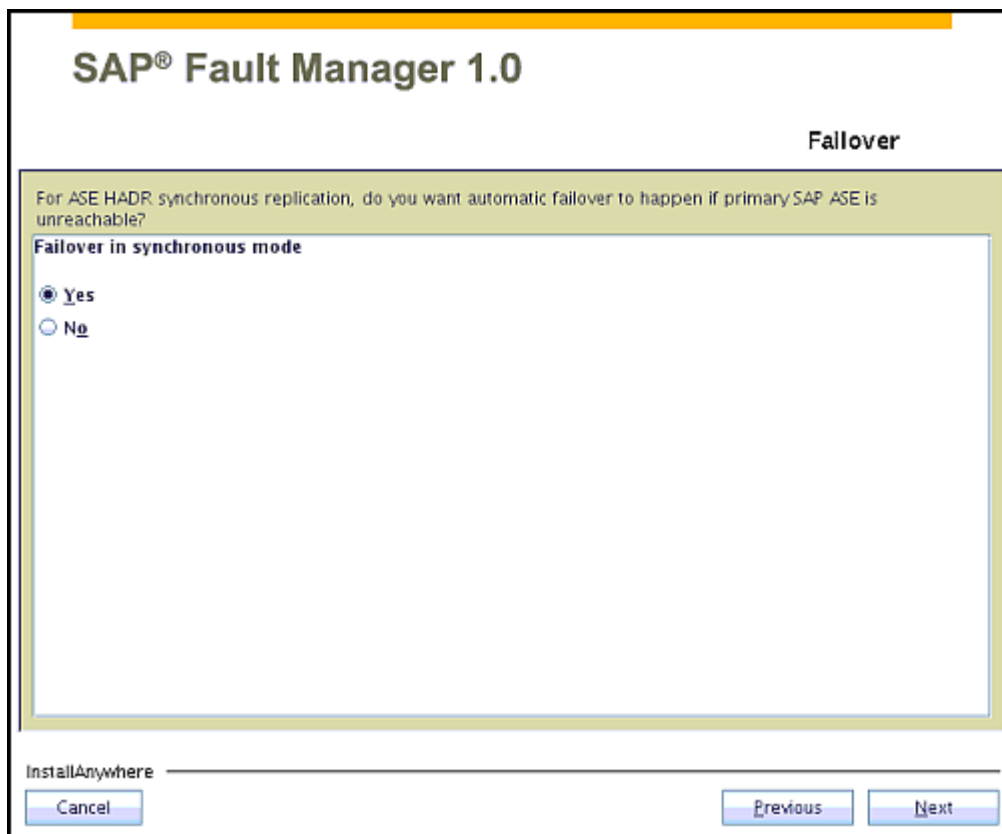 SAP® Fault Manager 1.0
Failover
For ASE HADR synchronous replication, do you want automatic failover to happen if primary SAP ASE is
unreachable?
Failover in synchronous mode
Yes
No
InstallAnywhere
Cancel
Previous
Next